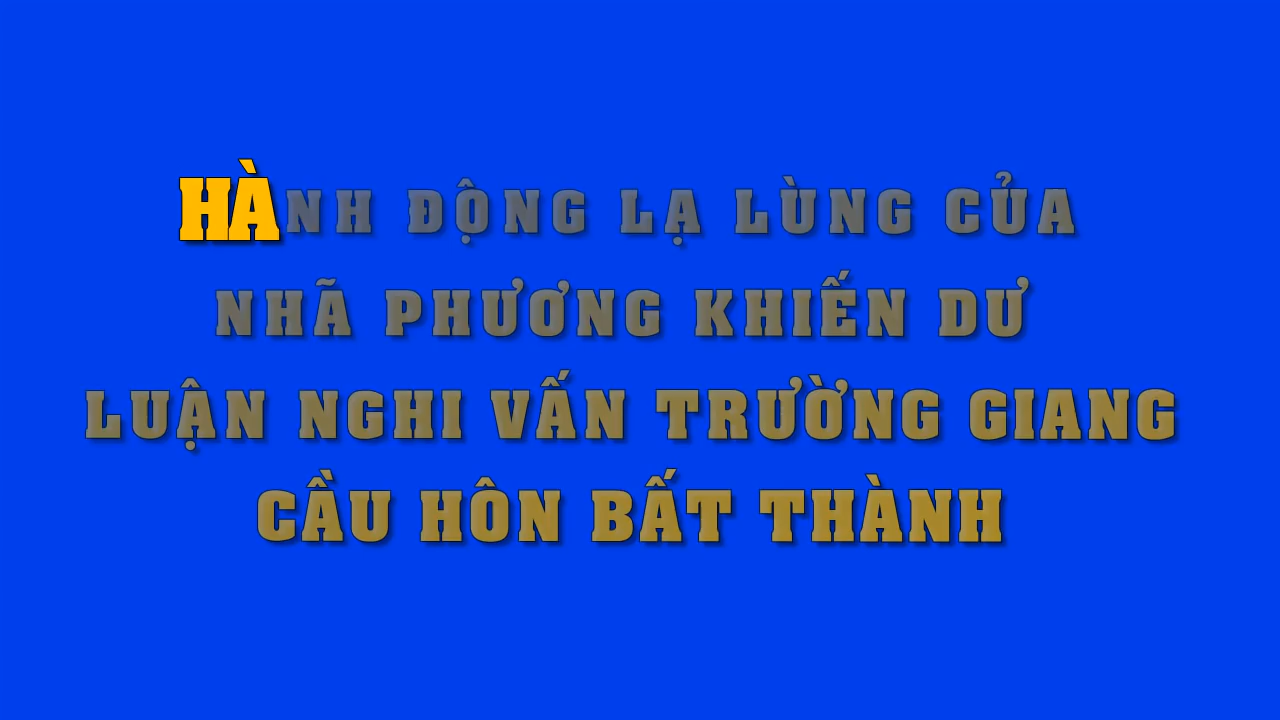 HÀNH ĐỘNG LẠ LÙNG CỦA
NHÃ PHƯƠNG KHIẾN DƯ
LUẬN NGHI VẤN TRƯỜNG GIANG
CẦU HÔN BẤT THÀNH